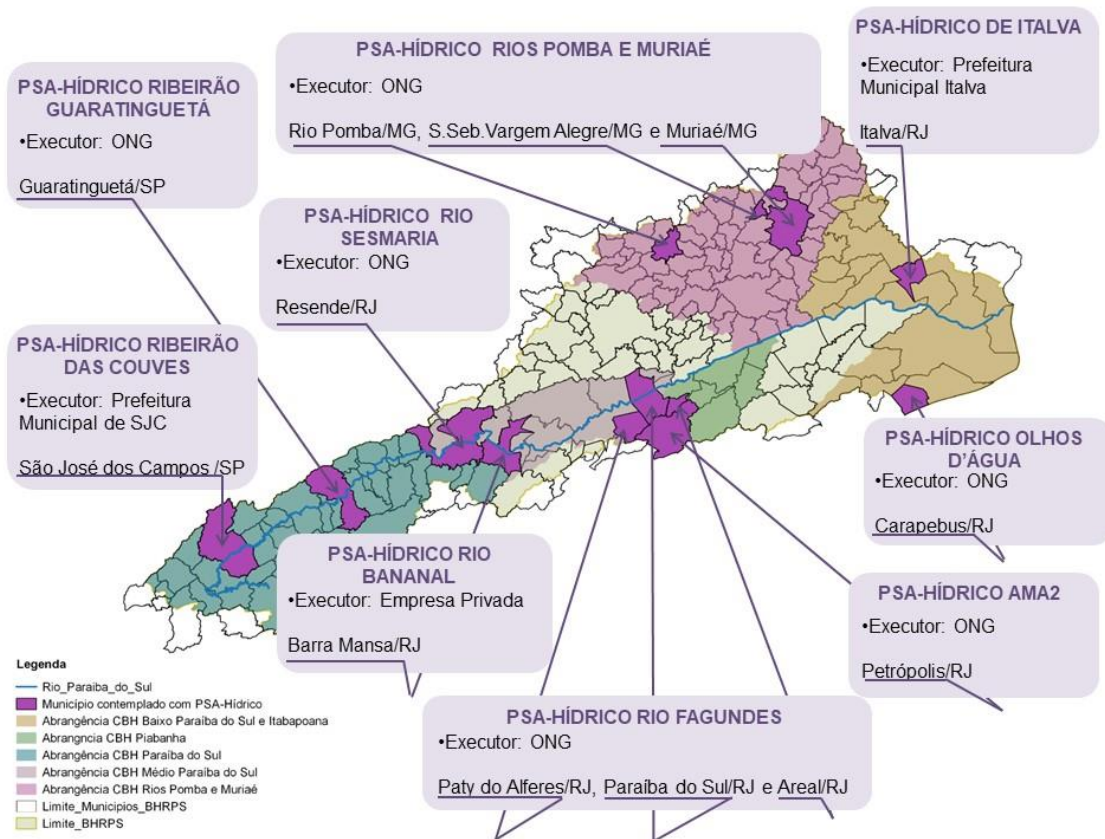 PSA-HÍDRICO RIBEIRÃO
GUARATINGUETÁ
•Executor: ONG
Guaratinguetá/SP
PSA-HÍDRICO RIOS POMBA E MURIAÉ
•Executor: ONG
Rio Pomba/MG, S.Seb.Vargem Alegre/MG e Muriaé/MG
PSA-HÍDRICO DE ITALVA
•Executor: Prefeitura
Municipal Italva
Italva/RJ
PSA-HÍDRICO RIO
SESMARIA
•Executor: ONG
Resende/RJ
PSA-HÍDRICO RIBEIRÃO
DAS COUVES
•Executor: Prefeitura
Municipal de SJC
São José dos Campos /SP
PSA-HÍDRICO OLHOS
D'ÁGUA
•Executor: ONG
Carapebus/RJ
PSA-HÍDRICO RIO
BANANAL
•Executor: Empresa Privada
Barra Mansa/RJ
PSA-HÍDRICO AMA2
•Executor: ONG
Petrópolis/RJ
PSA-HÍDRICO RIO FAGUNDES
•Executor: ONG
Paty do Alferes/RJ, Paraíba do Sul/RJ e Areal/RJ
Legenda
Rio_Paraiba_do_Sul
Município contemplado com PSA-Hídrico
Abrangência CBH Baixo Paraíba do Sul e Itabapoana
Abrangncia CBH Piabanha
Abrangência CBH Paraíba do Sul
Abrangência CBH Médio Paraíba do Sul
Abrangência CBH Rios Pomba e Muriaé
Limite_Municipios_BHRPS
Limite_BHRPS